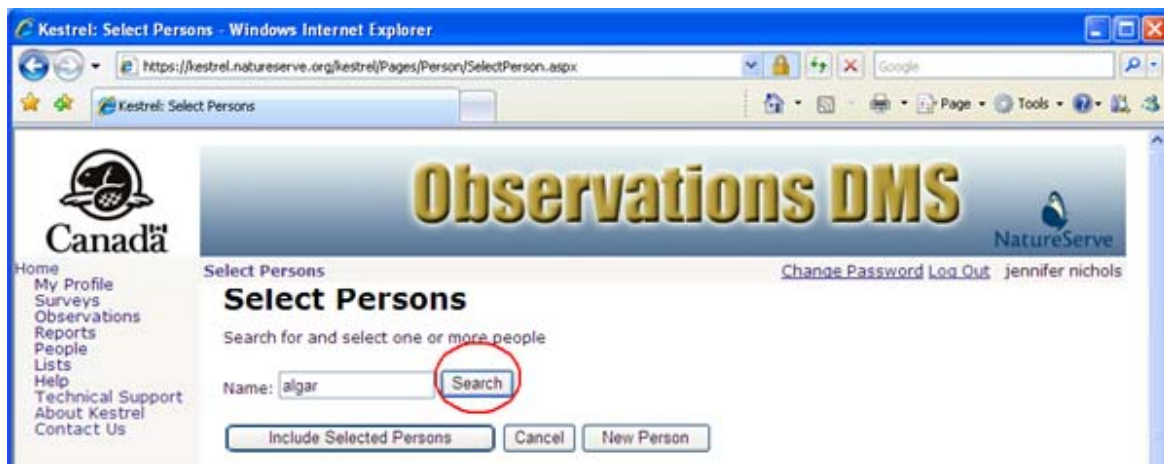 Kestrel: Select Persons - Windows Internet Explorer
https://kestrel.natureserve.org/kestrel/Pages/Person/SelectPerson.aspx
Google
Kestrel: Select Persons
Page
Tools
Observations DMS
Canada
NatureServe
Home
My Profile
Surveys
Observations
Reports
People
Lists
Help
Technical Support
About Kestrel
Contact Us
Select Persons
Change Password Log Out jennifer nichols
Select Persons
Search for and select one or more people
Name: algar Search
Include Selected Persons Cancel New Person